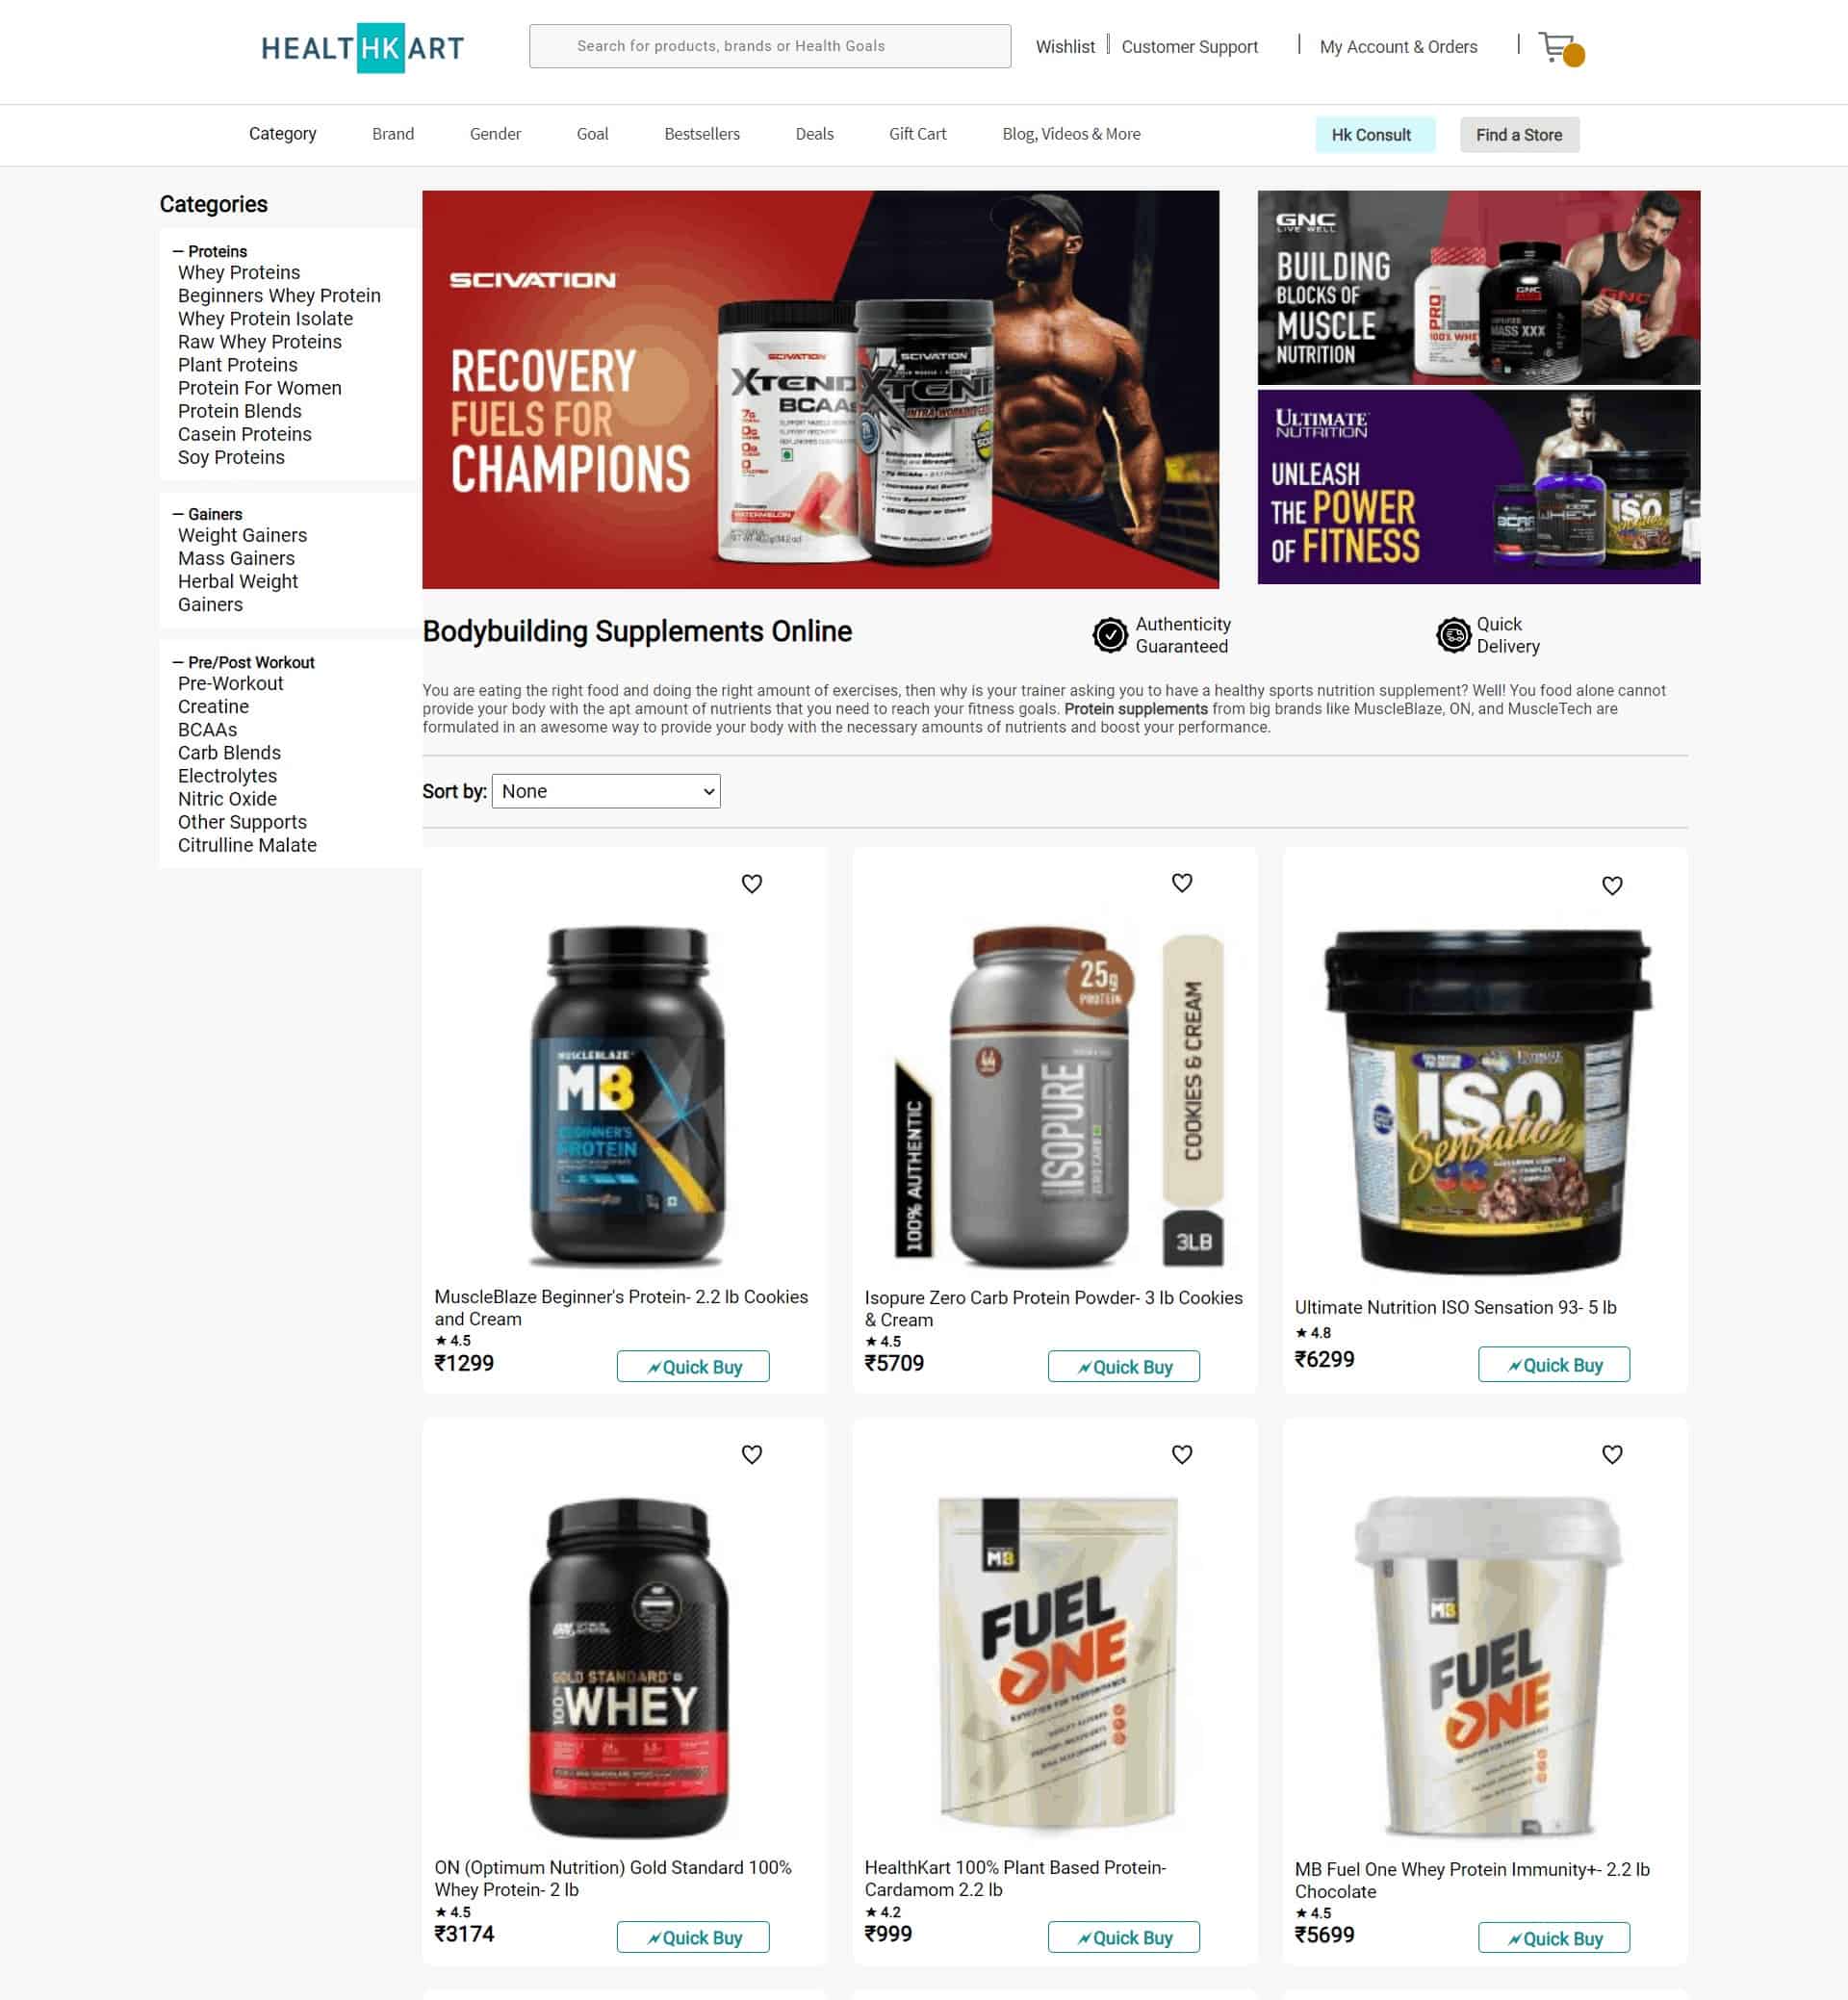 HEALTHKART
Search for products, brands or Health Goals
Wishlist
Customer Support
My Account & Orders
Category
Brand
Gender
Goal
Bestsellers
Deals
Gift Cart
Blog, Videos & More
Hk Consult
Find a Store
Categories
— Proteins
Whey Proteins
Beginners Whey Protein
Whey Protein Isolate
Raw Whey Proteins
Plant Proteins
Protein For Women
Protein Blends
Casein Proteins
Soy Proteins
— Gainers
Weight Gainers
Mass Gainers
Herbal Weight
Gainers
— Pre/Post Workout
Pre-Workout
Creatine
BCAAs
Carb Blends
Electrolytes
Nitric Oxide
Other Supports
Citrulline Malate
SCIVATION
RECOVERY
FUELS FOR
CHAMPIONS
SCIVATION
XTEND
BCAAs
WATERMELON
SCIVATION
XTEND
GNC
LIVE WELL
BUILDING
BLOCKS OF
MUSCLE
NUTRITION
PRO
100% WHEY
GNC
MASS XXX
GNC
ULTIMATE
NUTRITION
UNLEASH
THE POWER
OF FITNESS
BCAA
WHEY
ISO
Sensation
Bodybuilding Supplements Online
Authenticity
Guaranteed
Quick
Delivery
You are eating the right food and doing the right amount of exercises, then why is your trainer asking you to have a healthy sports nutrition supplement? Well! You food alone cannot
provide your body with the apt amount of nutrients that you need to reach your fitness goals. Protein supplements from big brands like MuscleBlaze, ON, and MuscleTech are
formulated in an awesome way to provide your body with the necessary amounts of nutrients and boost your performance.
Sort by: None
MUSCLEBLAZE
MB
BEGINNER'S
PROTEIN
MuscleBlaze Beginner's Protein- 2.2 lb Cookies
and Cream
★ 4.5
₹1299
Quick Buy
25g
PROTEIN
ISOPURE
ZERO CARB
100% AUTHENTIC
COOKIES & CREAM
3LB
Isopure Zero Carb Protein Powder- 3 lb Cookies
& Cream
★ 4.5
₹5709
Quick Buy
ISO
Sensation
93
Ultimate Nutrition ISO Sensation 93- 5 lb
★ 4.8
₹6299
Quick Buy
ON
GOLD STANDARD
100% WHEY
ON (Optimum Nutrition) Gold Standard 100%
Whey Protein- 2 lb
★ 4.5
₹3174
Quick Buy
MB
FUEL
ONE
HealthKart 100% Plant Based Protein-
Cardamom 2.2 lb
★ 4.2
₹999
Quick Buy
MB
FUEL
ONE
MB Fuel One Whey Protein Immunity+- 2.2 lb
Chocolate
★ 4.5
₹5699
Quick Buy